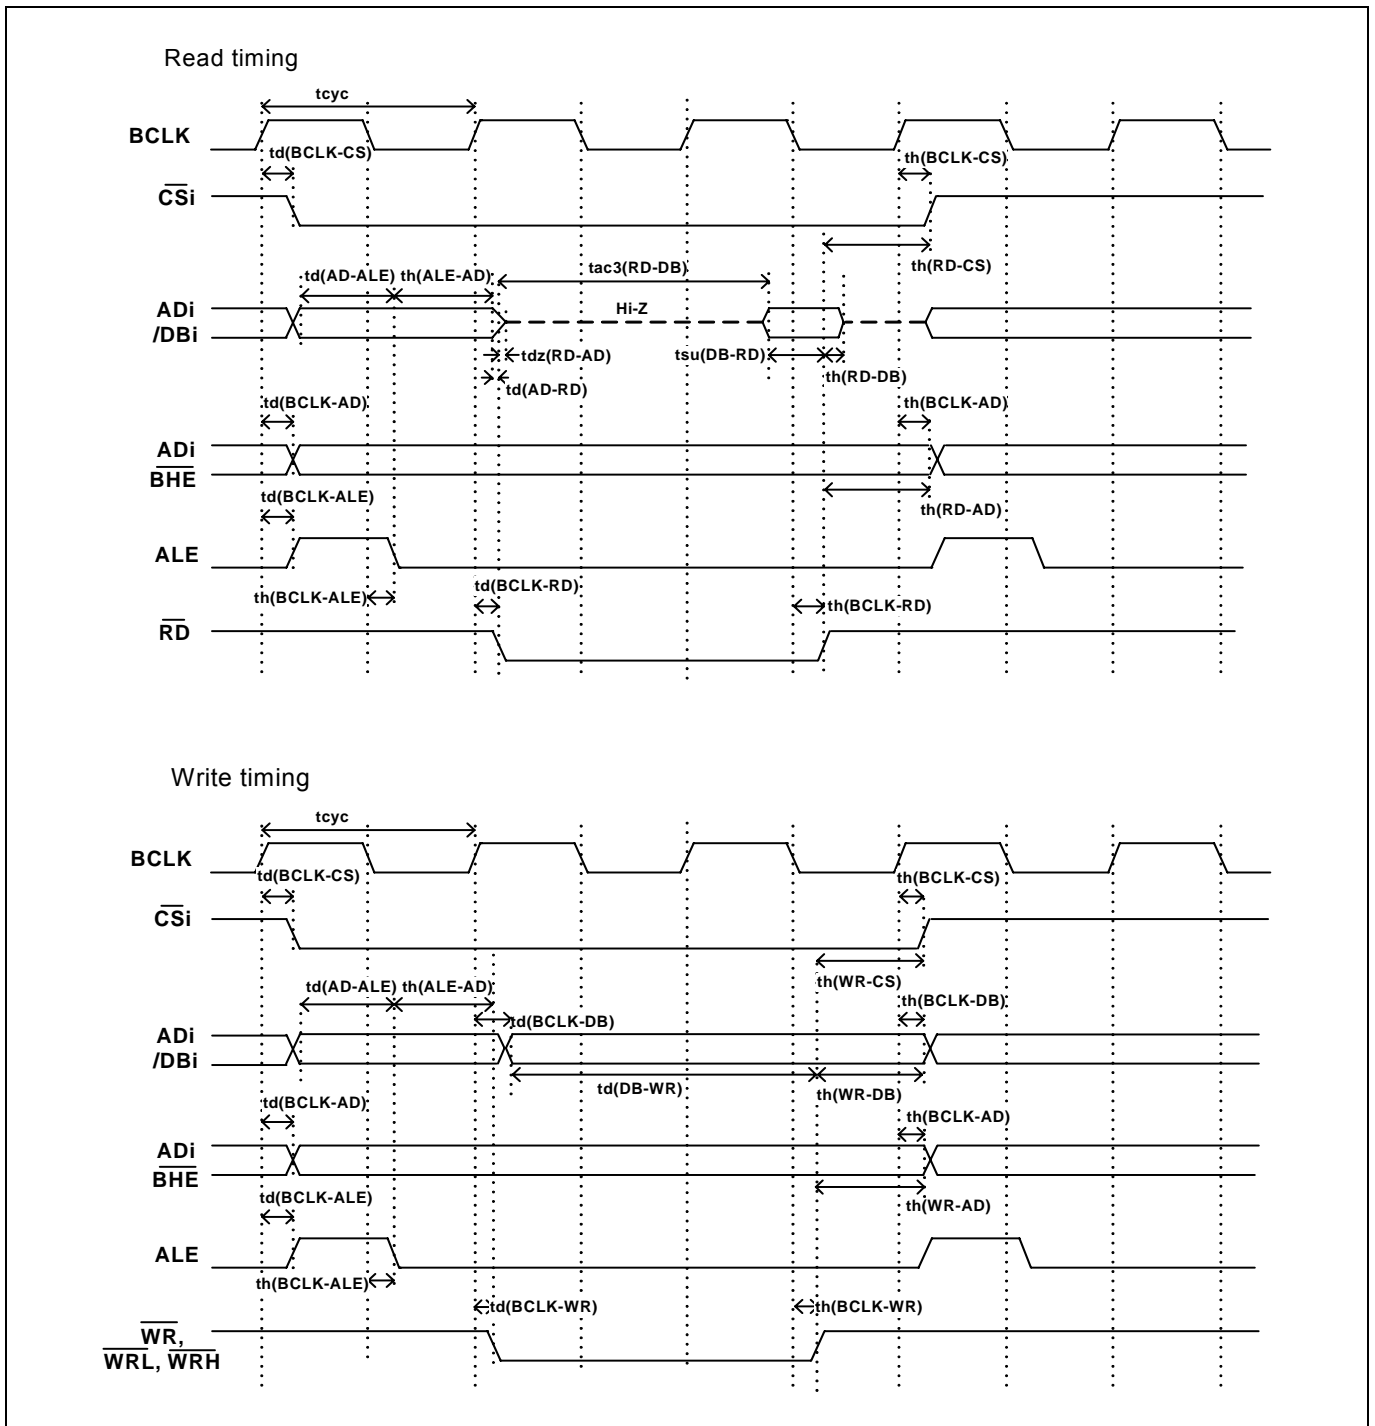 Read timing
tcyc
BCLK
td(BCLK-CS)
th(BCLK-CS)
CSi
th(RD-CS)
td(AD-ALE) th(ALE-AD)
tac3(RD-DB)
ADi
/DBi
Hi-Z
tdz(RD-AD)
tsu(DB-RD)
th(RD-DB)
td(AD-RD)
td(BCLK-AD)
th(BCLK-AD)
ADi
BHE
td(BCLK-ALE)
th(RD-AD)
ALE
td(BCLK-RD)
th(BCLK-ALE)
th(BCLK-RD)
RD
Write timing
tcyc
BCLK
td(BCLK-CS)
th(BCLK-CS)
CSi
th(WR-CS)
td(AD-ALE) th(ALE-AD)
th(BCLK-DB)
td(BCLK-DB)
ADi
/DBi
td(DB-WR)
th(WR-DB)
td(BCLK-AD)
th(BCLK-AD)
ADi
BHE
td(BCLK-ALE)
th(WR-AD)
ALE
th(BCLK-ALE)
td(BCLK-WR)
th(BCLK-WR)
WR,
WRL, WRH